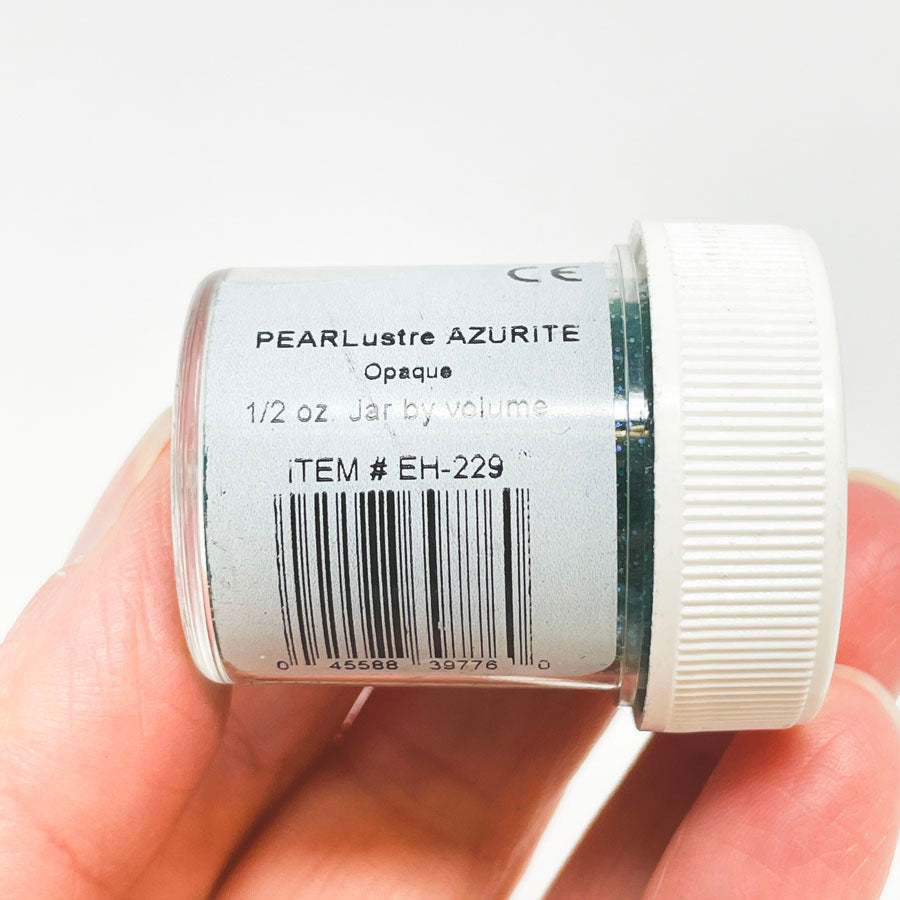 CE
PEARLustre AZURITE
Opaque
1/2 oz. Jar by volume
iTEM # EH-229
0 45588 39776 0